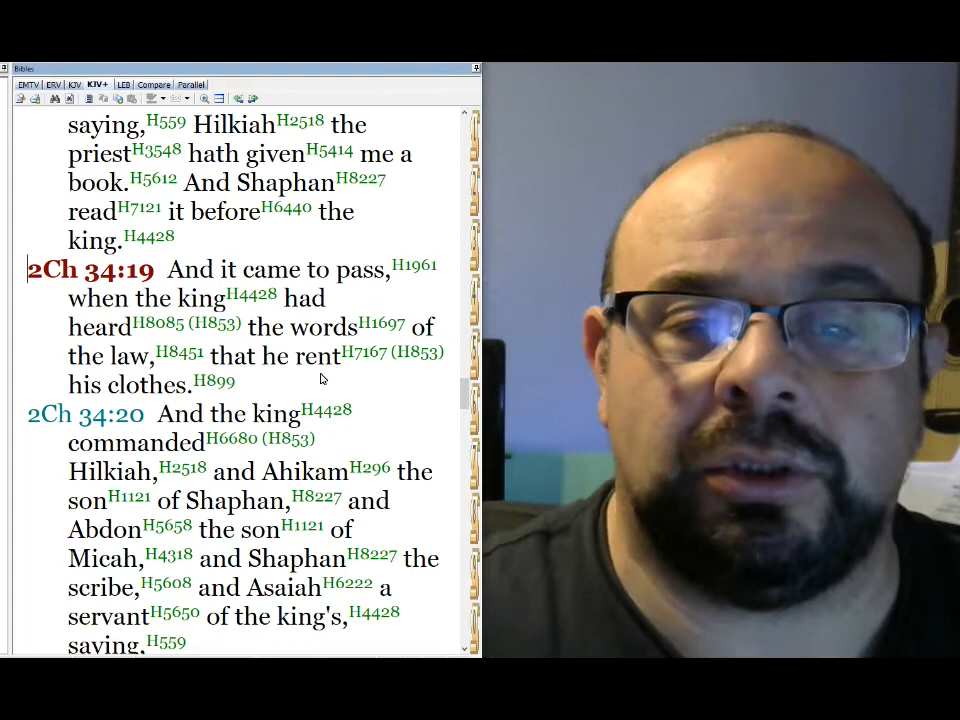 Bibles
EMTV ERV KJV KJV+ LEB Compare Parallel
saying,H559 Hilkiah H2518 the
priest H3548 hath given H5414 me a
book. H5612 And Shaphan H8227
read H7121 it before H6440 the
king. H4428
2Ch 34:19 And it came to pass, H1961
when the king H4428 had
heard H8085 (H853) the words H1697 of
the law, H8451 that he rent H7167 (H853)
his clothes. H899
2Ch 34:20 And the king H4428
commanded H6680 (H853)
Hilkiah, H2518 and Ahikam H296 the
son H1121 of Shaphan, H8227 and
Abdon H5658 the son H1121 of
Micah, H4318 and Shaphan H8227 the
scribe, H5608 and Asaiah H6222 a
servant H5650 of the king's, H4428
saying, H559